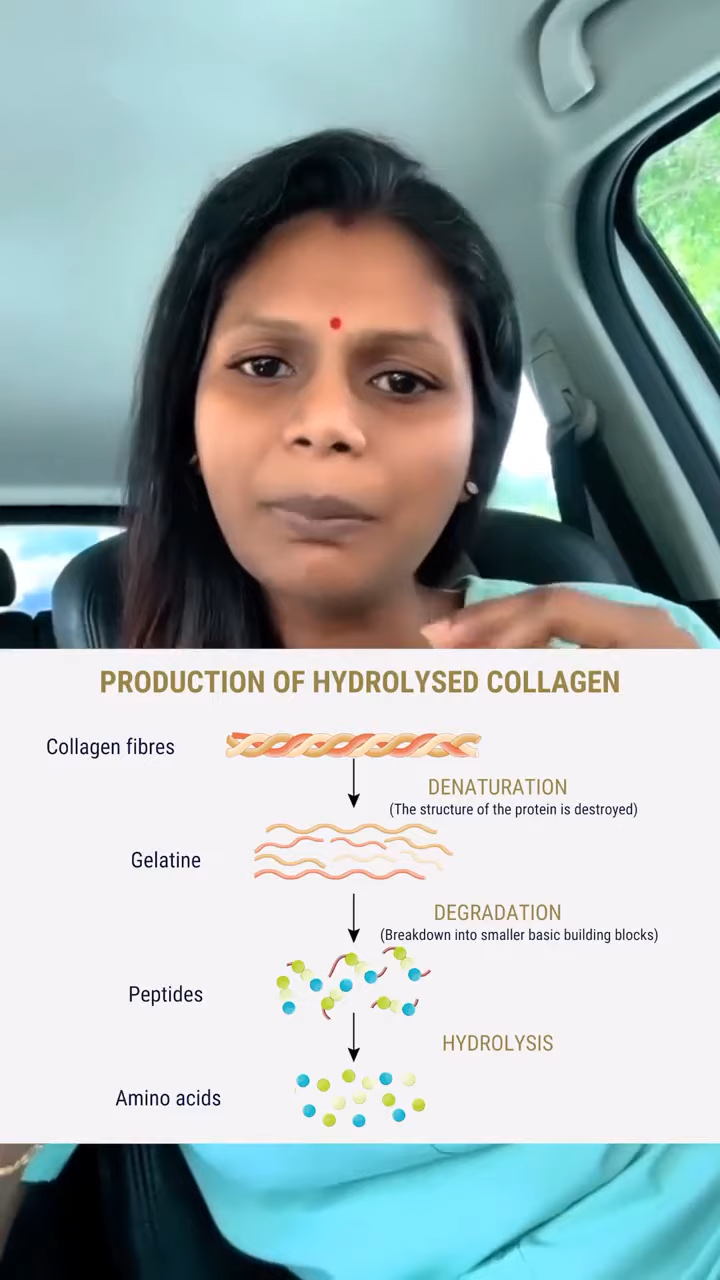 PRODUCTION OF HYDROLYSED COLLAGEN
Collagen fibres
DENATURATION
(The structure of the protein is destroyed)
Gelatine
DEGRADATION
(Breakdown into smaller basic building blocks)
Peptides
HYDROLYSIS
Amino acids